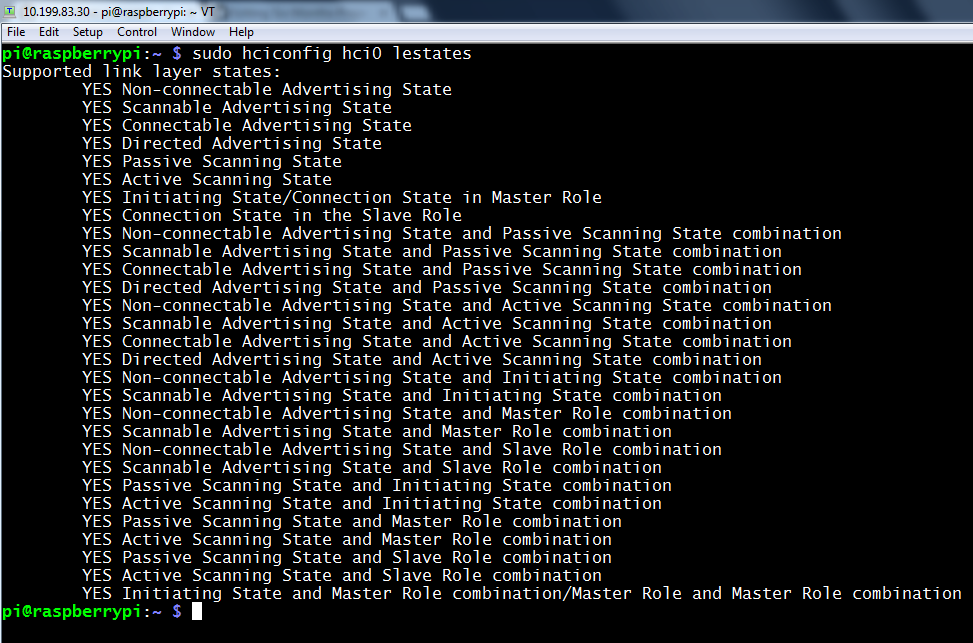 10.199.83.30 - pi@raspberrypi: ~ VT
File Edit Setup Control Window Help
pi@raspberrypi:~ $ sudo hciconfig hci0 lestates
Supported link layer states:
YES Non-connectable Advertising State
YES Scannable Advertising State
YES Connectable Advertising State
YES Directed Advertising State
YES Passive Scanning State
YES Active Scanning State
YES Initiating State/Connection State in Master Role
YES Connection State in the Slave Role
YES Non-connectable Advertising State and Passive Scanning State combination
YES Scannable Advertising State and Passive Scanning State combination
YES Connectable Advertising State and Passive Scanning State combination
YES Directed Advertising State and Passive Scanning State combination
YES Non-connectable Advertising State and Active Scanning State combination
YES Scannable Advertising State and Active Scanning State combination
YES Connectable Advertising State and Active Scanning State combination
YES Directed Advertising State and Active Scanning State combination
YES Non-connectable Advertising State and Initiating State combination
YES Scannable Advertising State and Initiating State combination
YES Non-connectable Advertising State and Master Role combination
YES Scannable Advertising State and Master Role combination
YES Non-connectable Advertising State and Slave Role combination
YES Scannable Advertising State and Slave Role combination
YES Passive Scanning State and Initiating State combination
YES Active Scanning State and Initiating State combination
YES Passive Scanning State and Master Role combination
YES Active Scanning State and Master Role combination
YES Passive Scanning State and Slave Role combination
YES Active Scanning State and Slave Role combination
YES Initiating State and Master Role combination/Master Role and Master Role combination
pi@raspberrypi:~ $